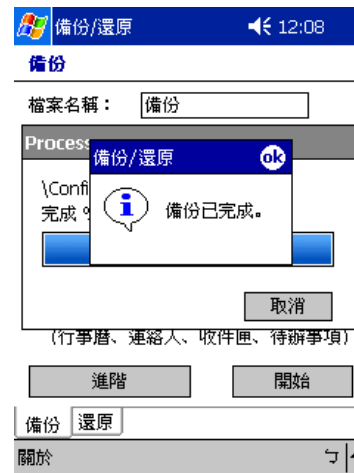 備份/還原 12:08
備份
檔案名稱： 備份
Process
備份/還原 ok
\Confi
完成 %
備份已完成。
取消
(行事曆、連絡人、收件匣、待辦事項)
進階 開始
備份 還原
關於 ㄅ